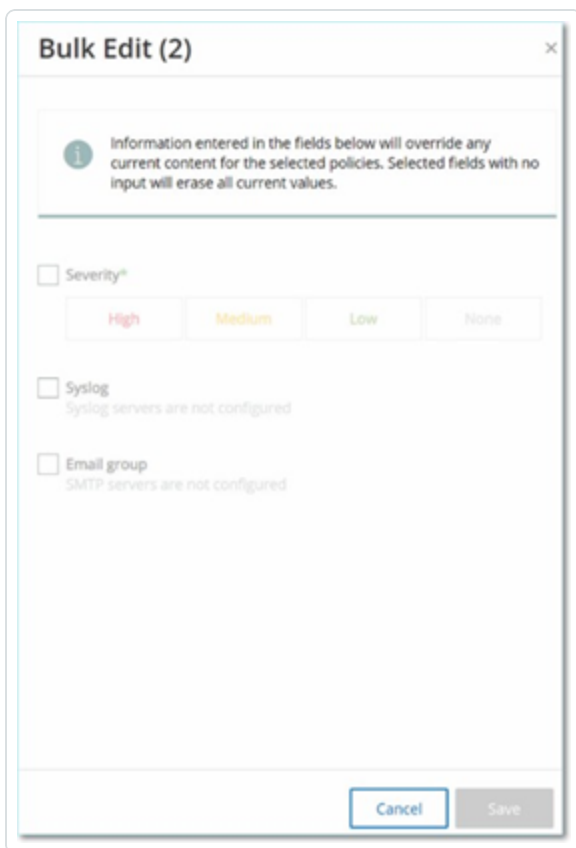 Bulk Edit (2) ×
i
Information entered in the fields below will override any
current content for the selected policies. Selected fields with no
input will erase all current values.
Severity*
High Medium Low None
Syslog
Syslog servers are not configured
Email group
SMTP servers are not configured
Cancel Save